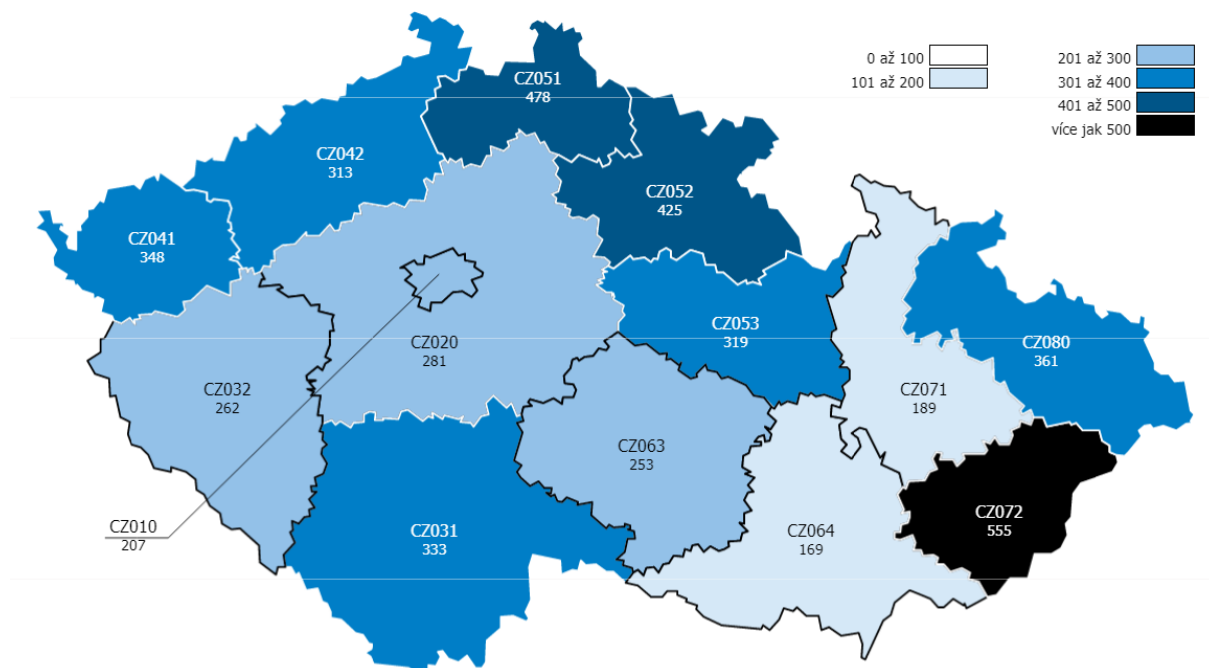 0 až 100
101 až 200
201 až 300
301 až 400
401 až 500
více jak 500
CZ051
478
CZ042
313
CZ052
425
CZ041
348
CZ053
319
CZ020
281
CZ080
361
CZ032
262
CZ071
189
CZ063
253
CZ072
555
CZ010
207
CZ031
333
CZ064
169